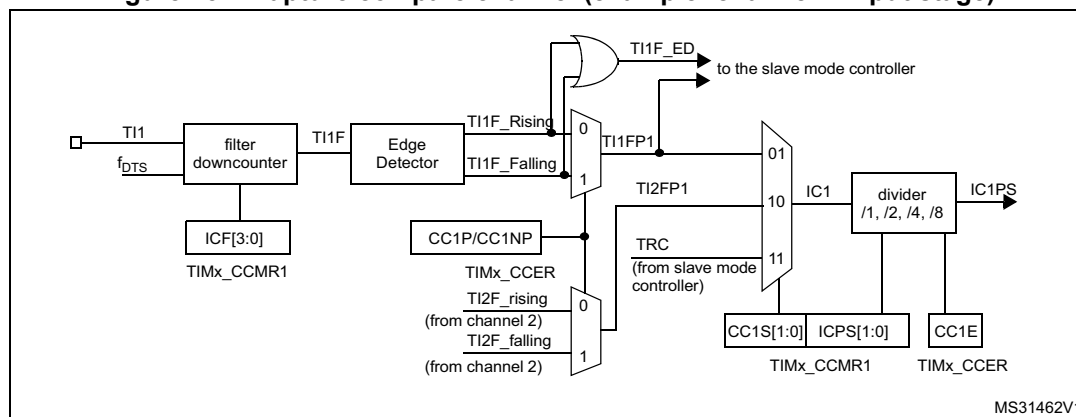 TI1F_ED
to the slave mode controller
TI1
f_DTS
filter
downcounter
TI1F
Edge
Detector
TI1F_Rising
TI1F_Falling
0
1
TI1FP1
TI2FP1
01
10
11
IC1
divider
/1, /2, /4, /8
IC1PS
ICF[3:0]
TIMx_CCMR1
CC1P/CC1NP
TIMx_CCER
TRC
(from slave mode
controller)
TI2F_rising
(from channel 2)
TI2F_falling
(from channel 2)
0
1
CC1S[1:0]
ICPS[1:0]
CC1E
TIMx_CCMR1
TIMx_CCER